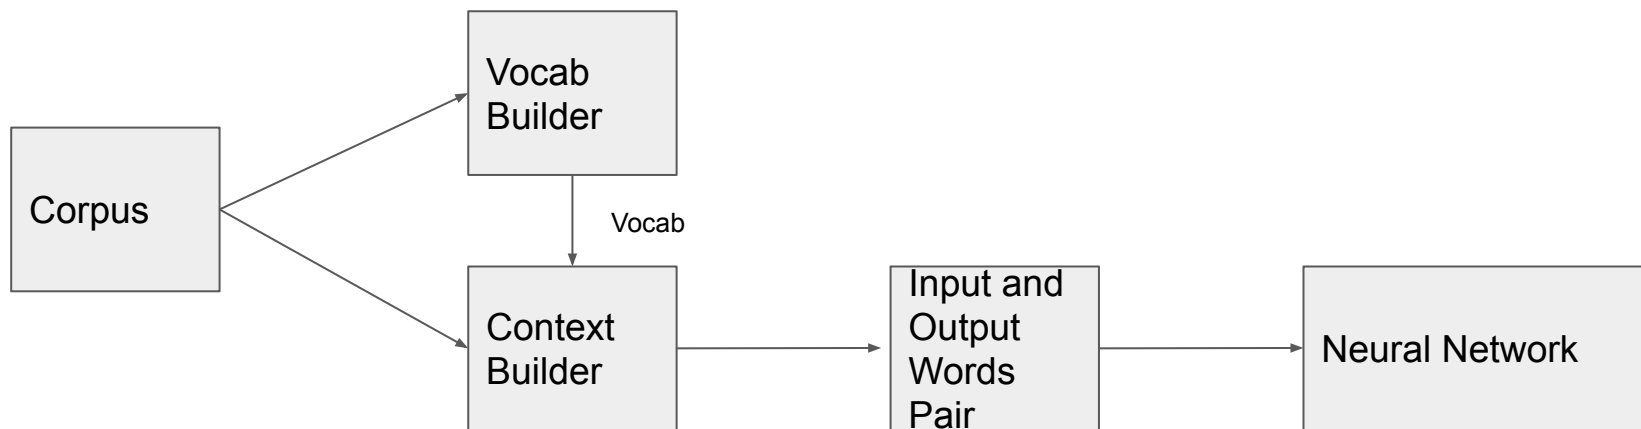 Corpus
Vocab
Builder
Vocab
Context
Builder
Input and
Output
Words
Pair
Neural Network